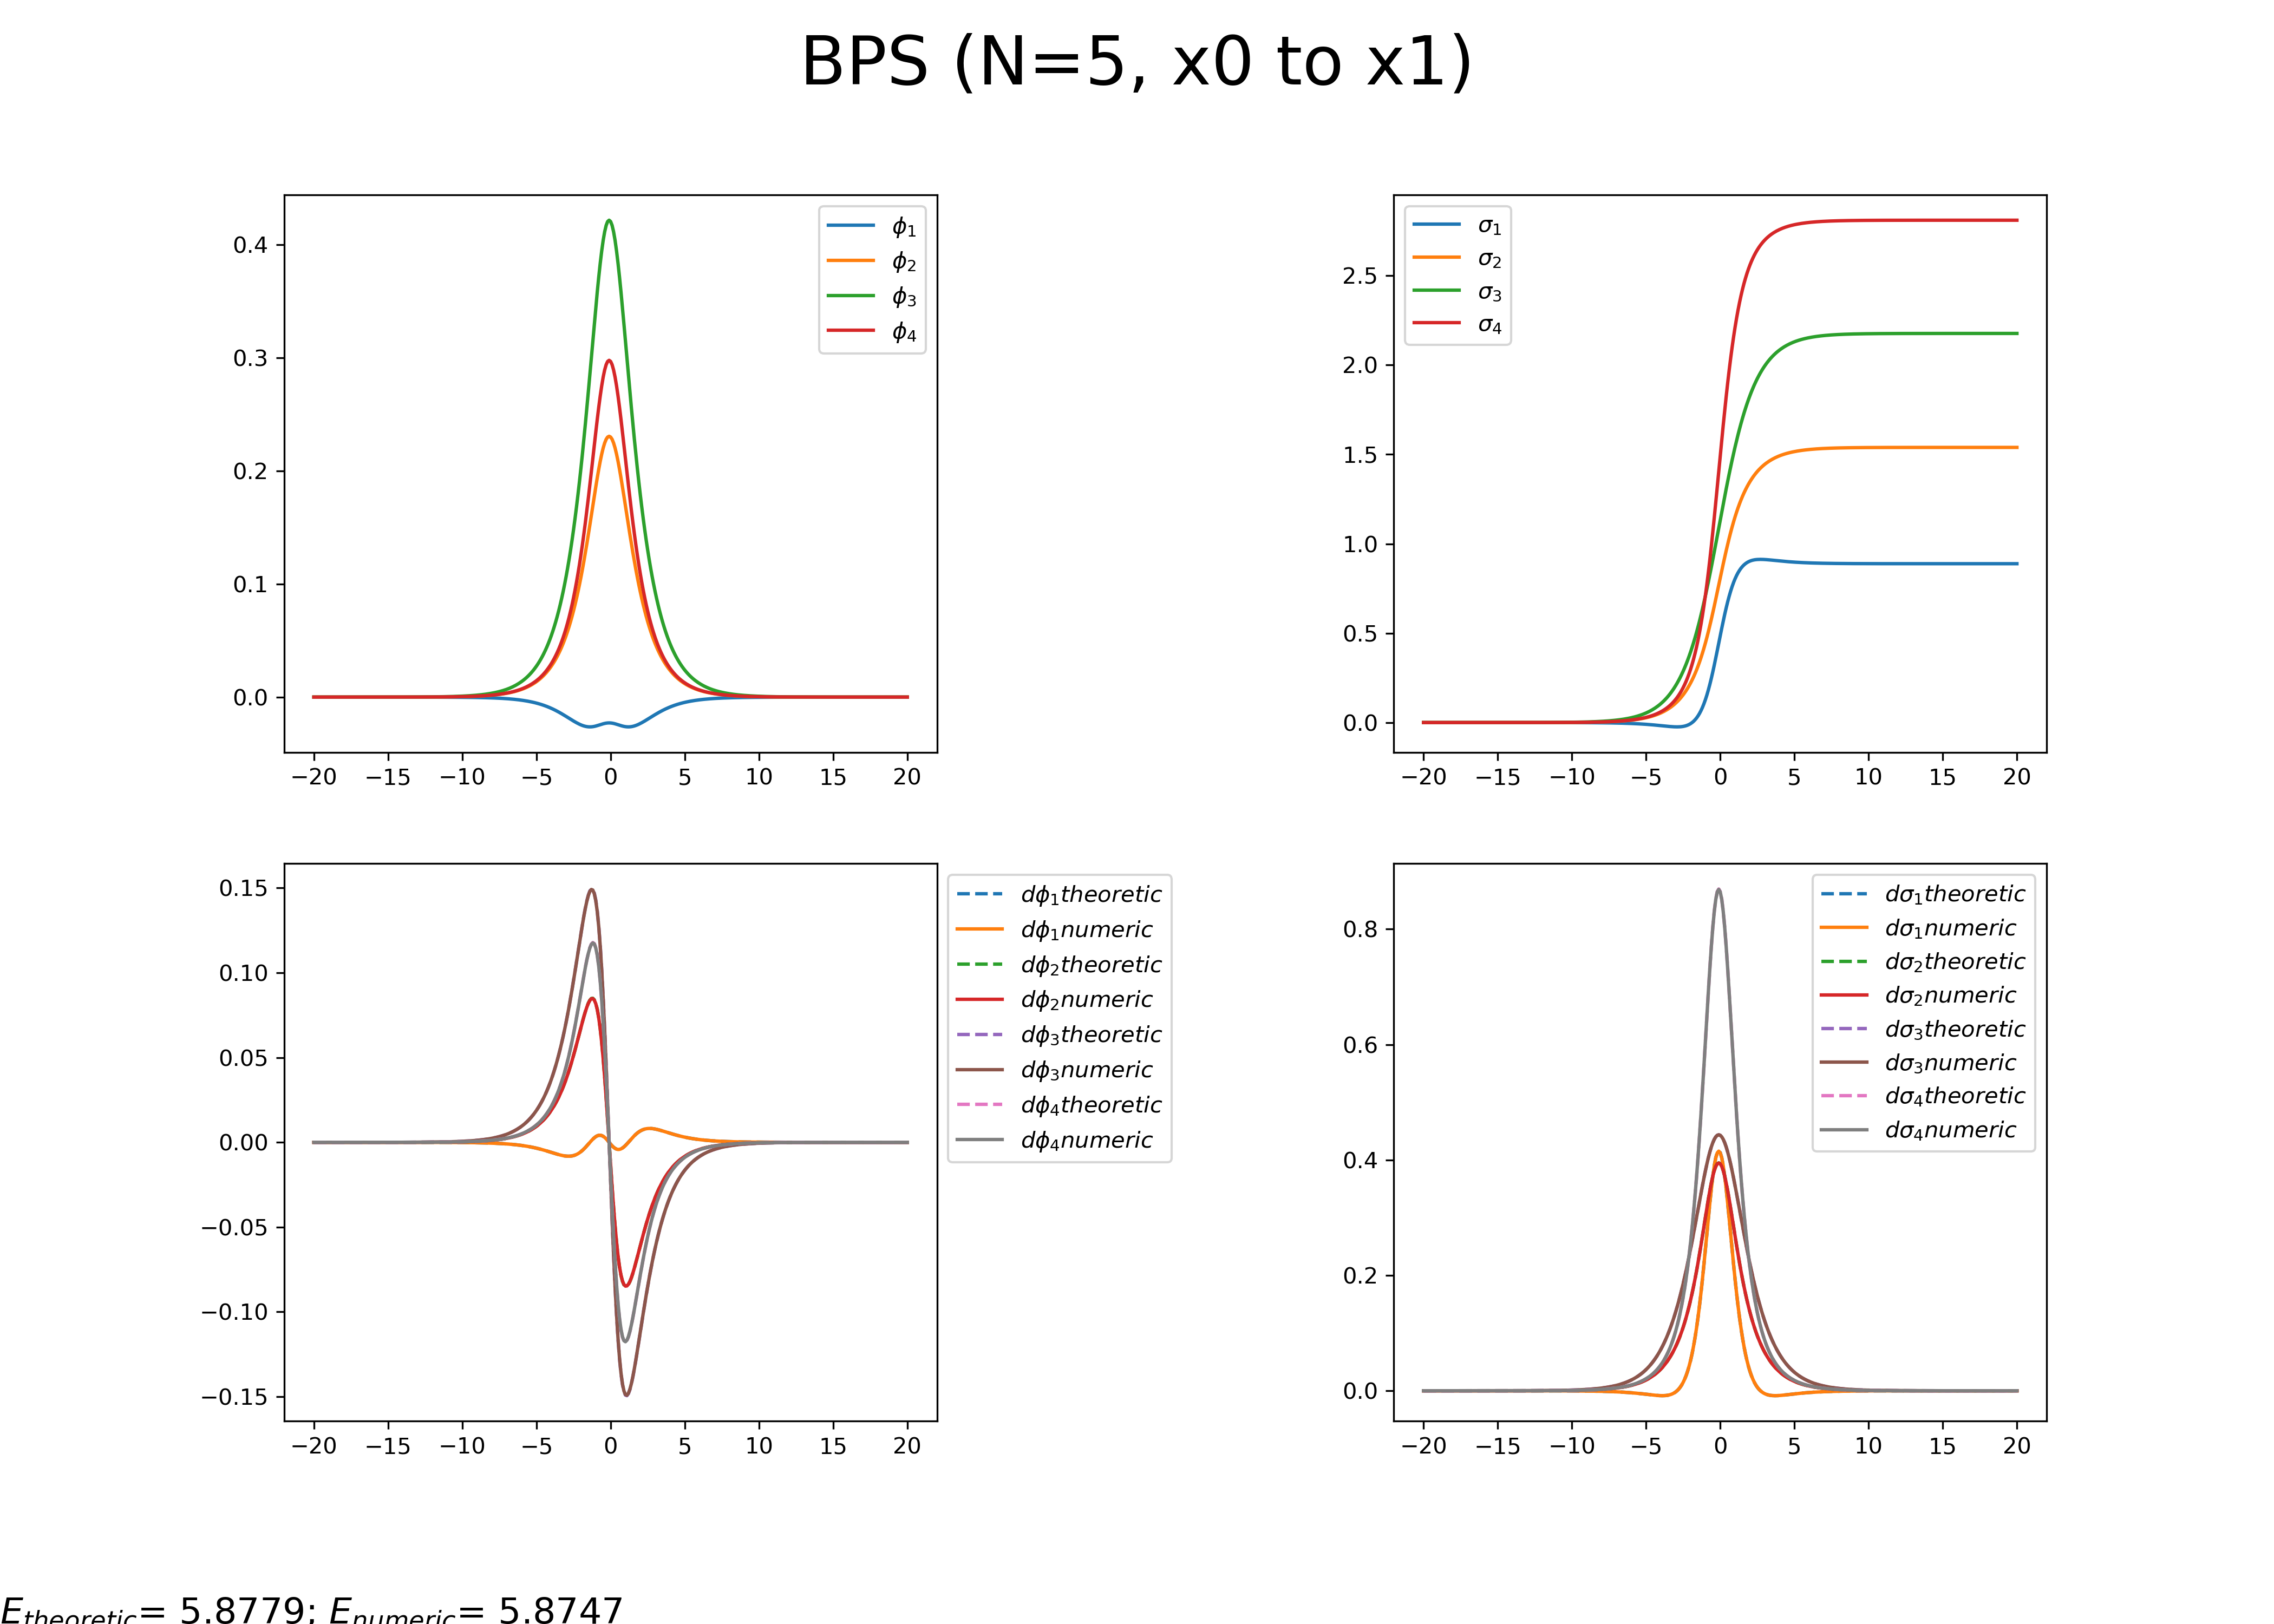 BPS (N=5, x0 to x1)
0.4
0.3
0.2
0.1
0.0
−20 −15 −10 −5 0 5 10 15 20
ϕ₁
ϕ₂
ϕ₃
ϕ₄
2.5
2.0
1.5
1.0
0.5
0.0
−20 −15 −10 −5 0 5 10 15 20
σ₁
σ₂
σ₃
σ₄
0.15
0.10
0.05
0.00
−0.05
−0.10
−0.15
−20 −15 −10 −5 0 5 10 15 20
dϕ₁theoretic
dϕ₁numeric
dϕ₂theoretic
dϕ₂numeric
dϕ₃theoretic
dϕ₃numeric
dϕ₄theoretic
dϕ₄numeric
0.8
0.6
0.4
0.2
0.0
−20 −15 −10 −5 0 5 10 15 20
dσ₁theoretic
dσ₁numeric
dσ₂theoretic
dσ₂numeric
dσ₃theoretic
dσ₃numeric
dσ₄theoretic
dσ₄numeric
E_theoretic= 5.8779; E_numeric= 5.8747